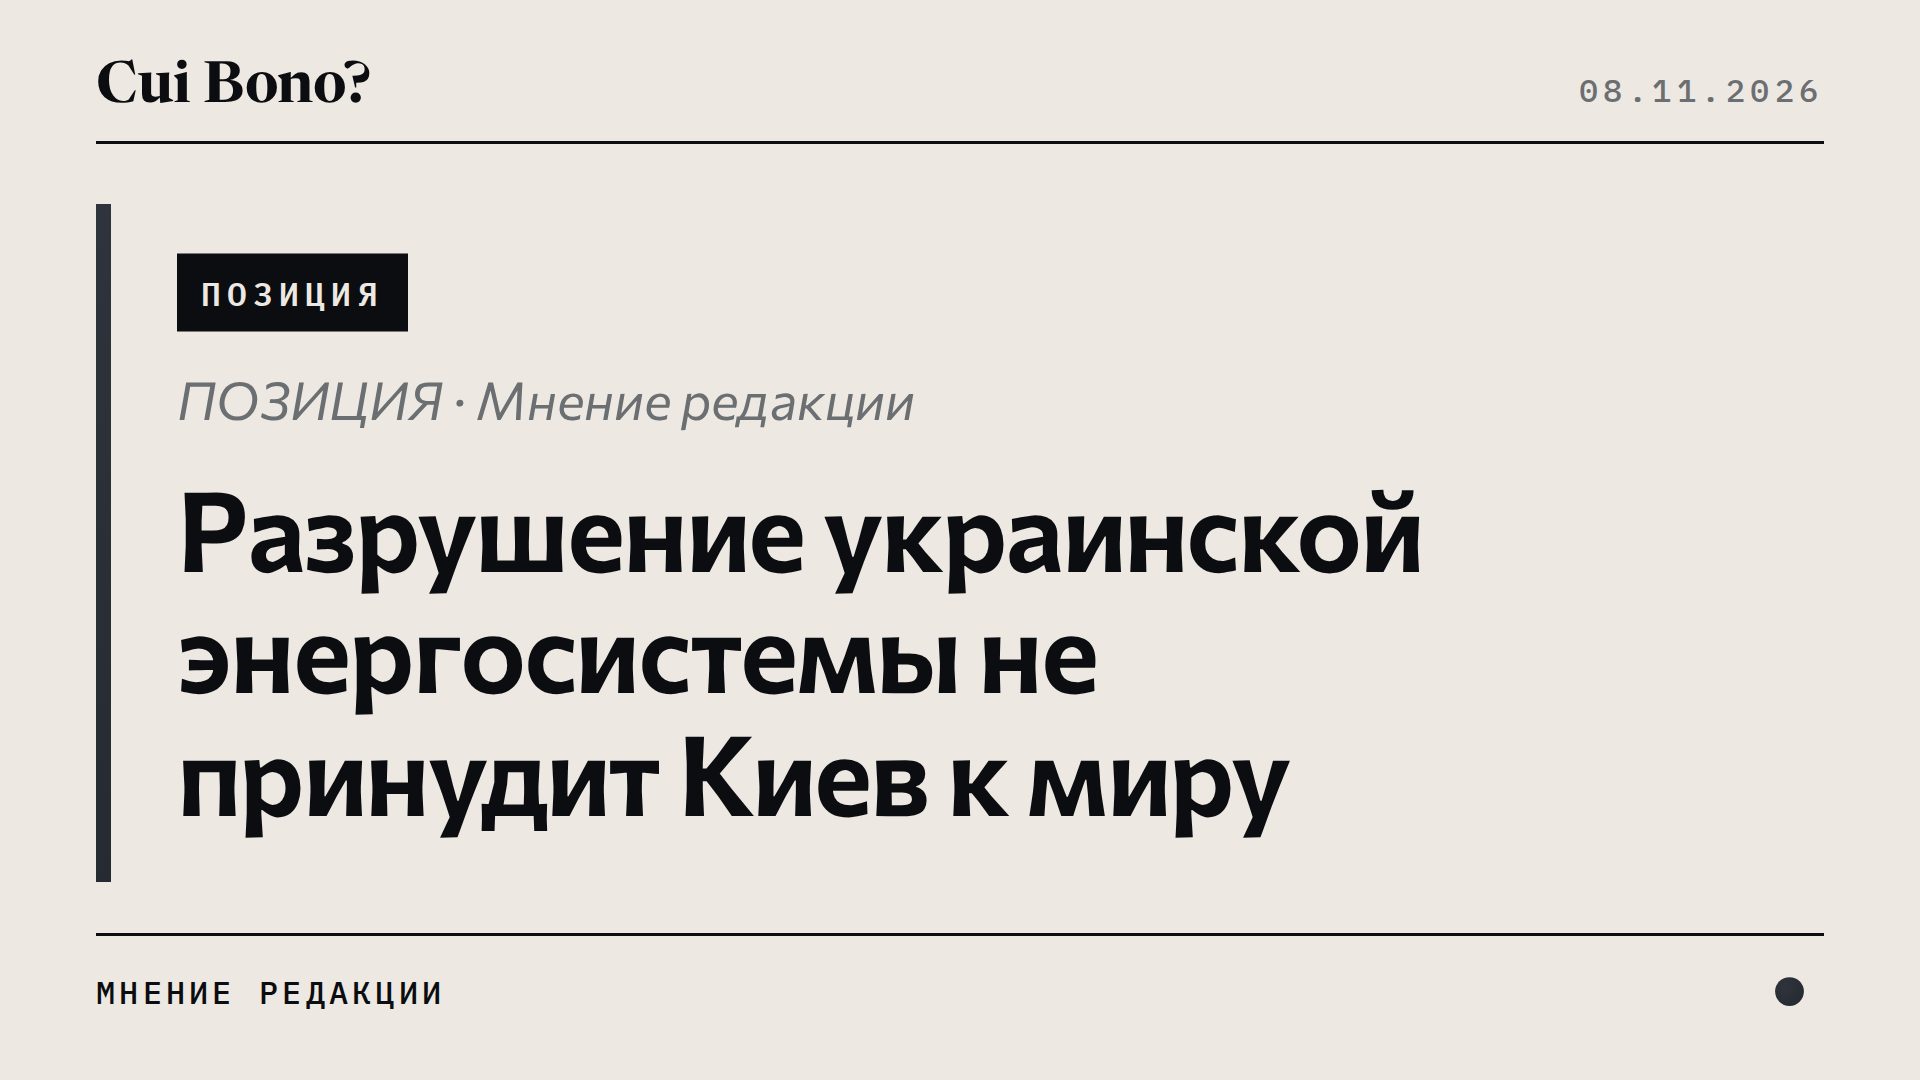 Cui Bono?
08.11.2026
ПОЗИЦИЯ
ПОЗИЦИЯ · Мнение редакции
Разрушение украинской
энергосистемы не
принудит Киев к миру
МНЕНИЕ РЕДАКЦИИ